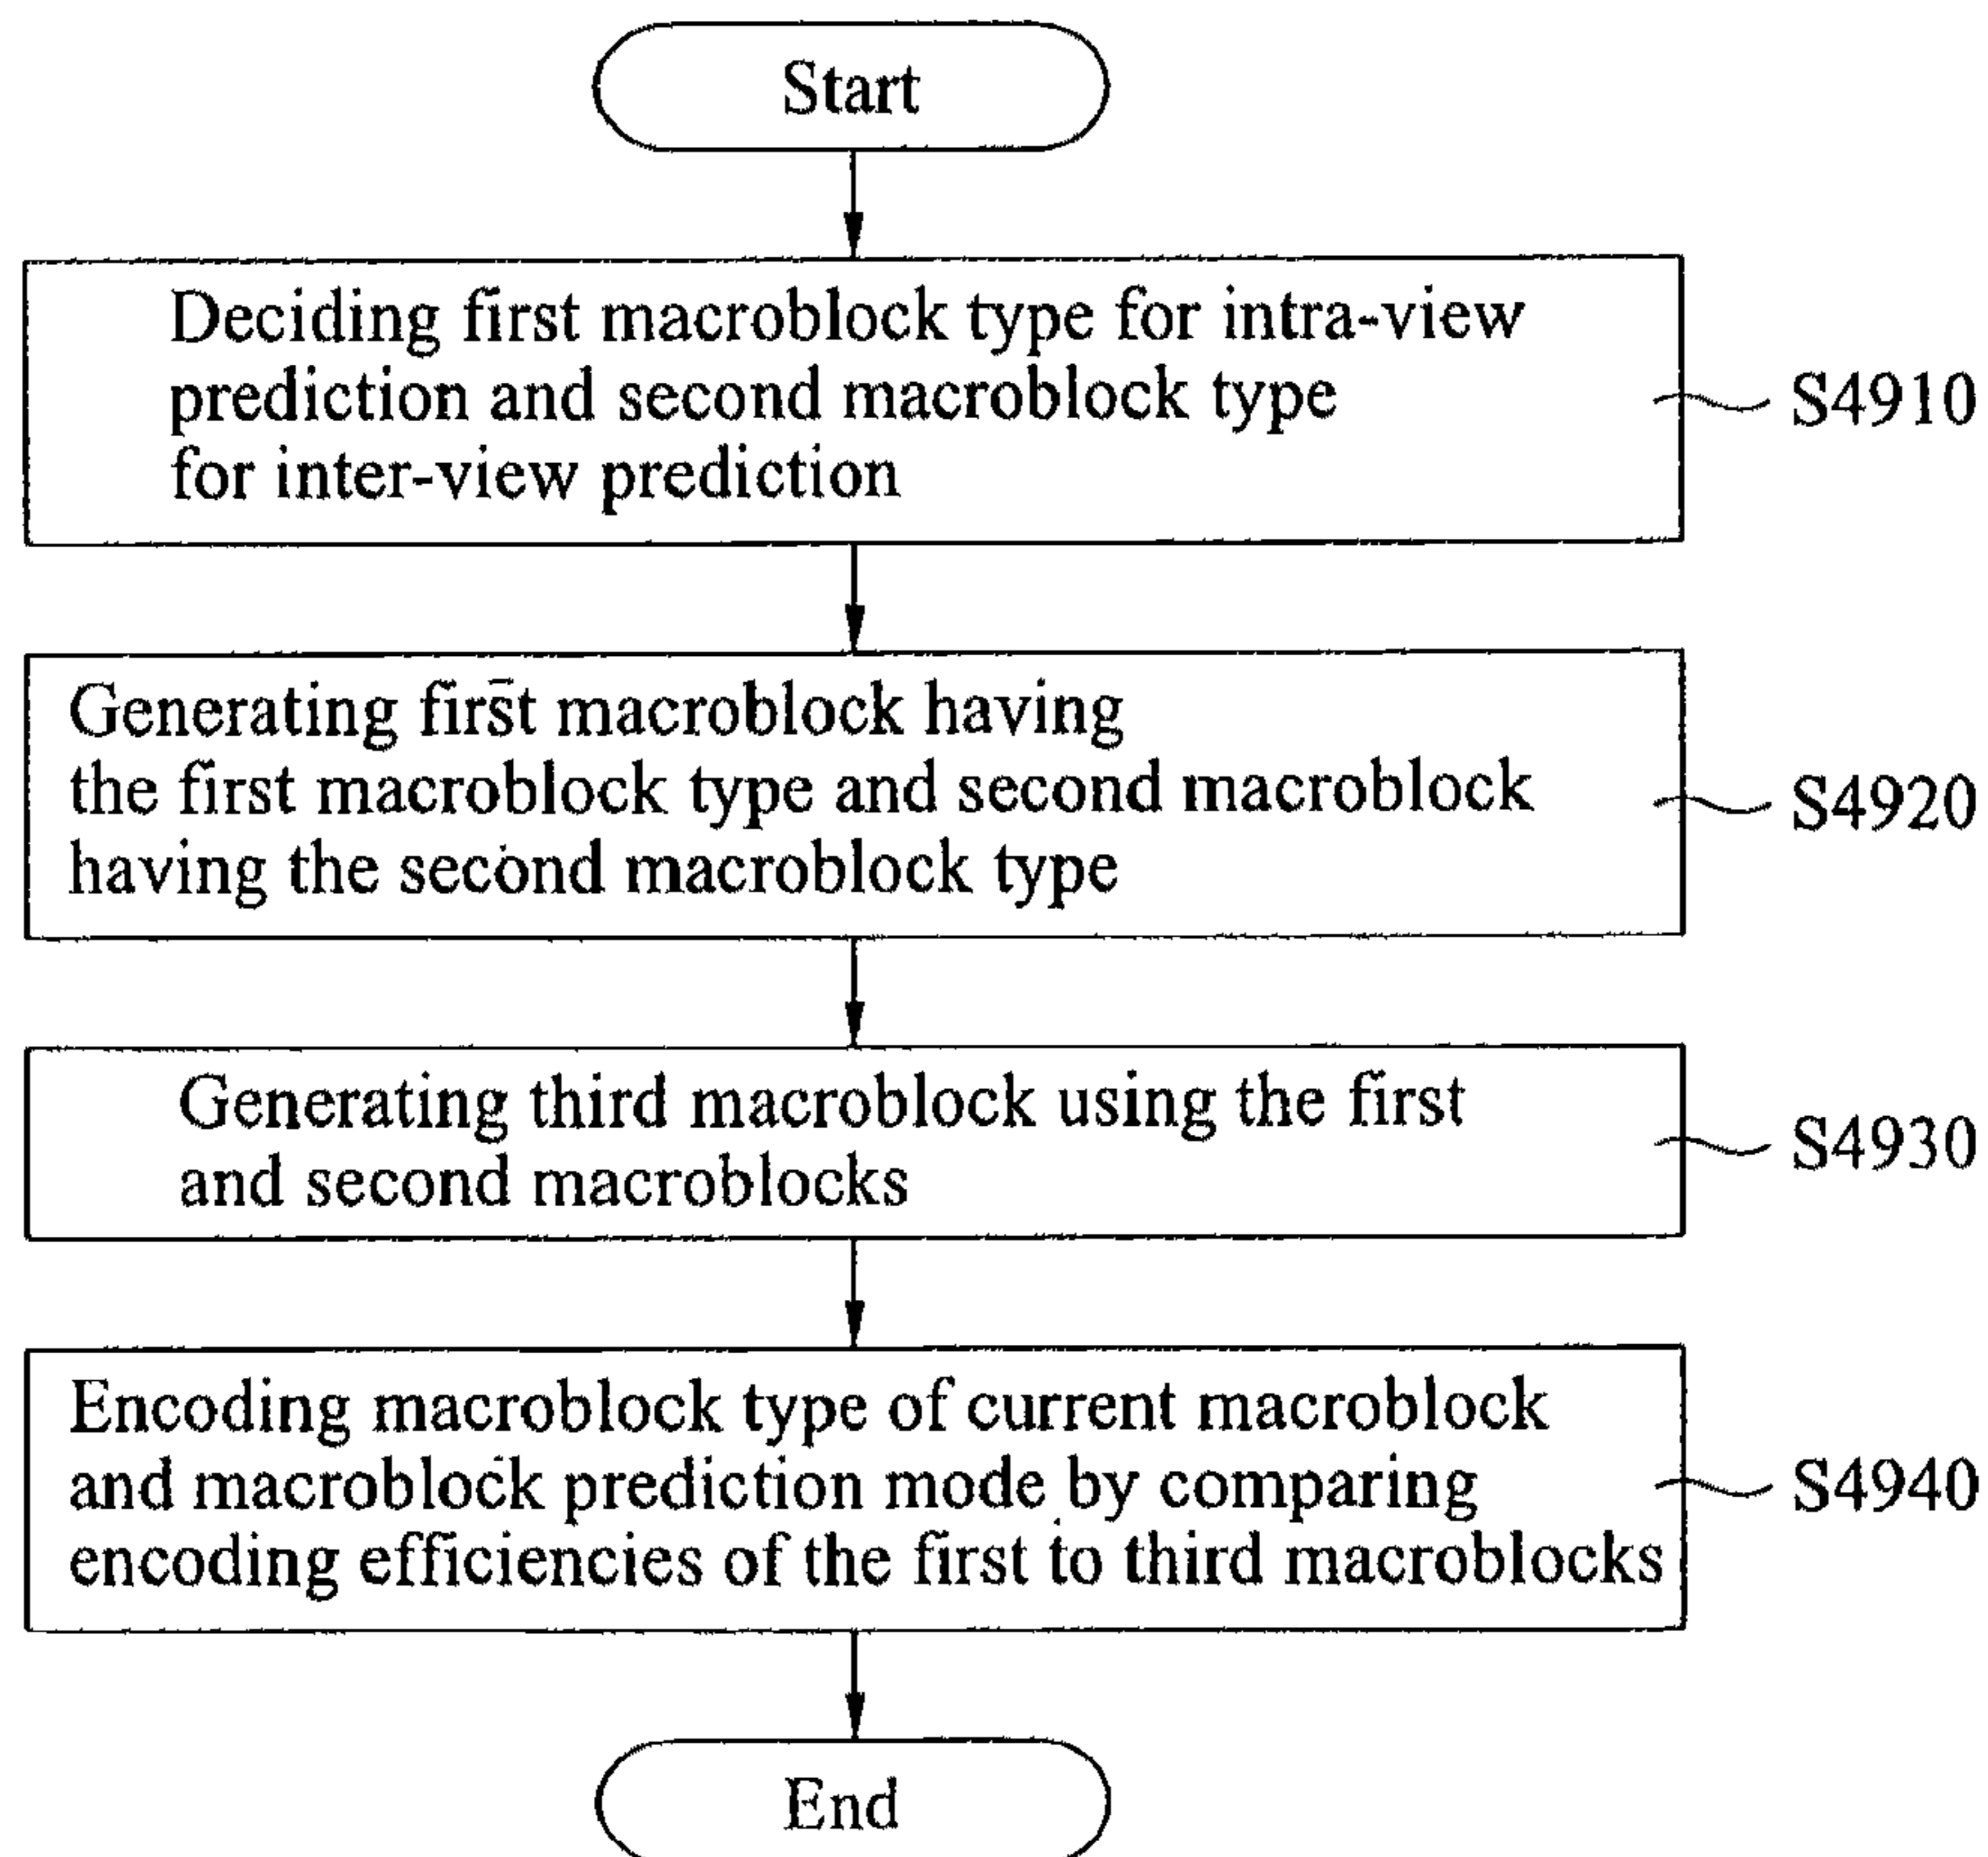 Start
Deciding first macroblock type for intra-view
prediction and second macroblock type
for inter-view prediction
S4910
Generating first macroblock having
the first macroblock type and second macroblock
having the second macroblock type
S4920
Generating third macroblock using the first
and second macroblocks
S4930
Encoding macroblock type of current macroblock
and macroblock prediction mode by comparing
encoding efficiencies of the first to third macroblocks
S4940
End